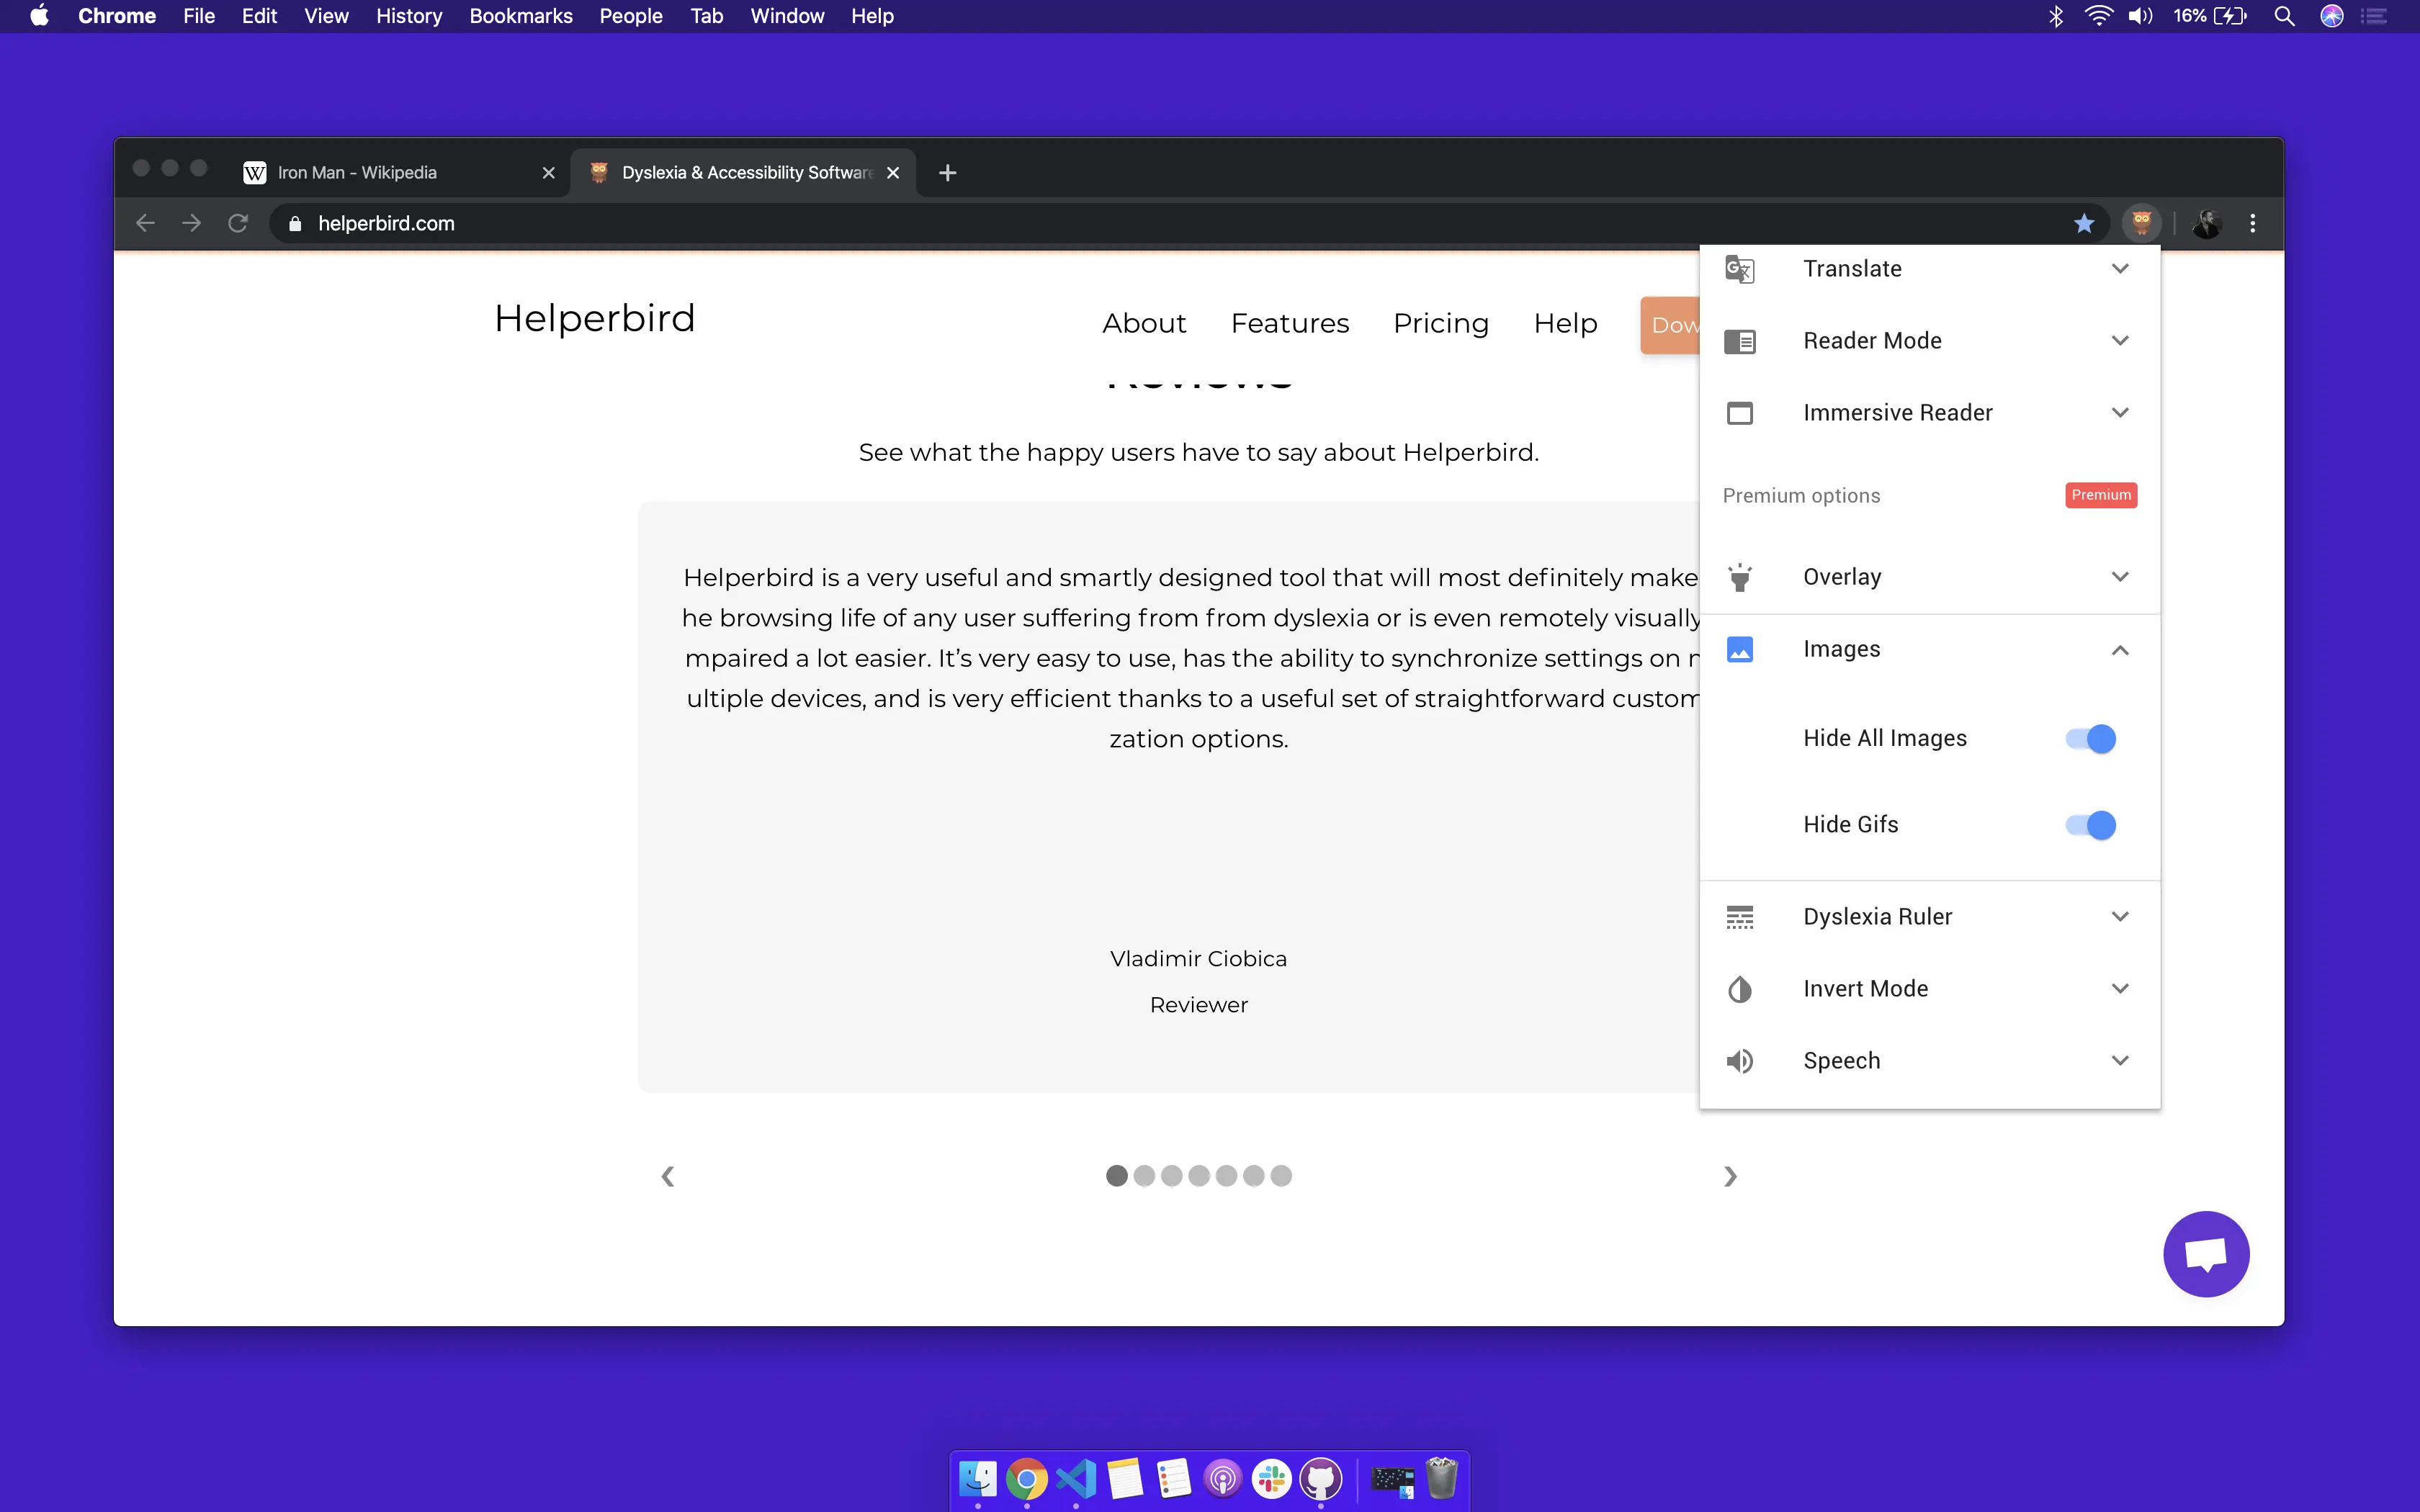 Chrome File Edit View History Bookmarks People Tab Window Help 16%
Iron Man - Wikipedia
Dyslexia & Accessibility Software
helperbird.com
Helperbird
About Features Pricing Help
Reviews
See what the happy users have to say about Helperbird.
Helperbird is a very useful and smartly designed tool that will most definitely make
he browsing life of any user suffering from from dyslexia or is even remotely visually
mpaired a lot easier. It’s very easy to use, has the ability to synchronize settings on
ultiple devices, and is very efficient thanks to a useful set of straightforward custom
zation options.
Vladimir Ciobica
Reviewer
Translate
Reader Mode
Immersive Reader
Premium options Premium
Overlay
Images
Hide All Images
Hide Gifs
Dyslexia Ruler
Invert Mode
Speech